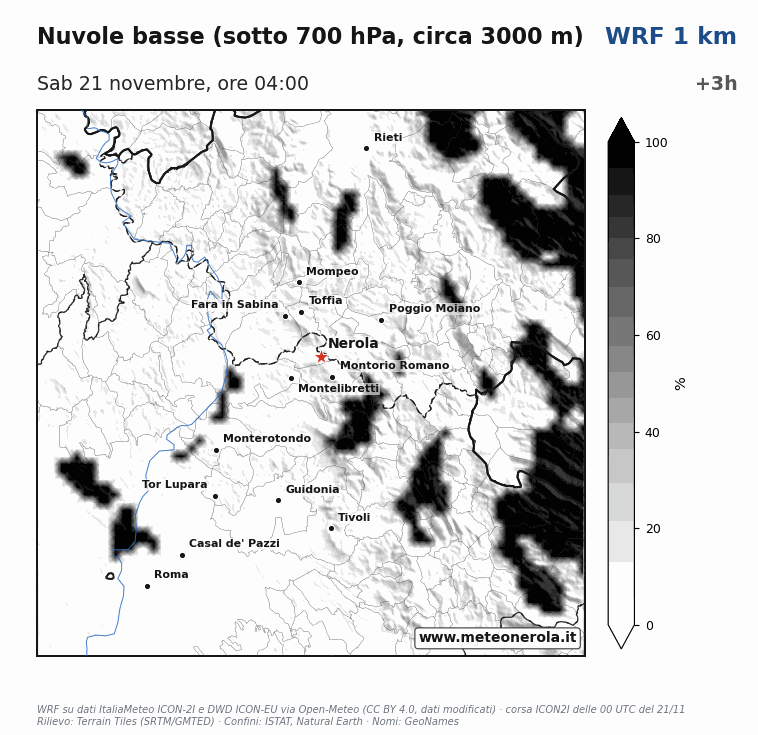 Nuvole basse (sotto 700 hPa, circa 3000 m) WRF 1 km
Sab 21 novembre, ore 04:00 +3h
Rieti
100
80
60
40
20
0
%
Mompeo
Fara in Sabina
Toffia
Poggio Moiano
Nerola
Montorio Romano
Montelibretti
Monterotondo
Tor Lupara
Guidonia
Tivoli
Casal de' Pazzi
Roma
www.meteonerola.it
WRF su dati ItaliaMeteo ICON-2I e DWD ICON-EU via Open-Meteo (CC BY 4.0, dati modificati) · corsa ICON2I delle 00 UTC del 21/11
Rilievo: Terrain Tiles (SRTM/GMTED) · Confini: ISTAT, Natural Earth · Nomi: GeoNames